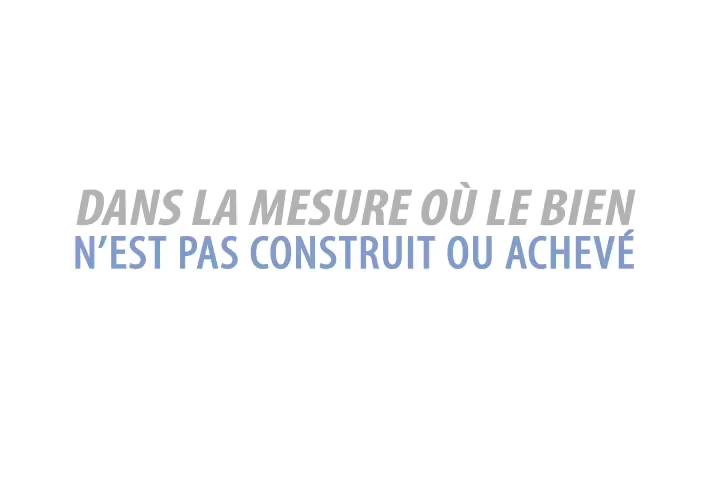 DANS LA MESURE OÙ LE BIEN
N’EST PAS CONSTRUIT OU ACHEVÉ